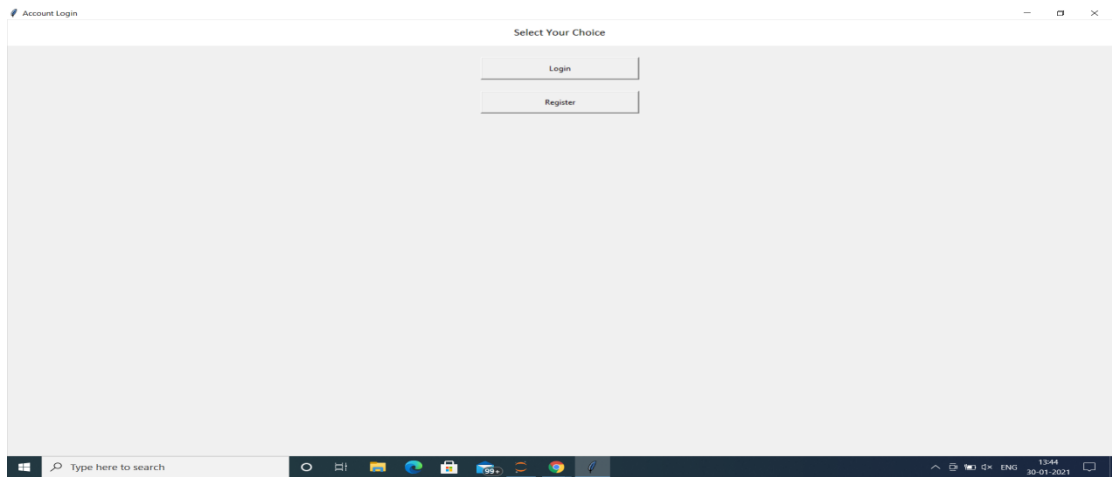 Account Login
Select Your Choice
Login
Register
Type here to search
99+
ENG
13:44
30-01-2021